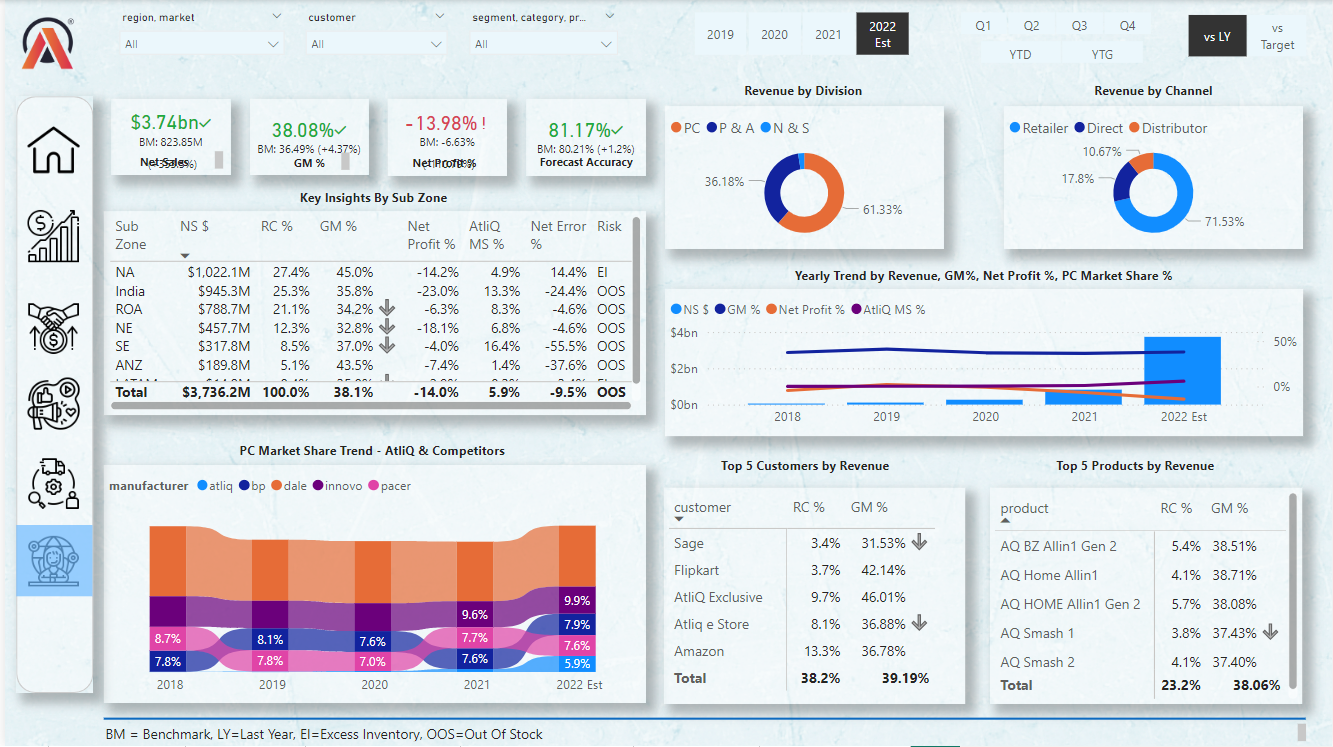 region, market
customer
segment, category, pr...
All
All
All
2019
2020
2021
2022
Est
Q1
Q2
Q3
Q4
YTD
YTG
vs LY
vs
Target
$3.74bn
BM: 823.85M
Net Sales
38.08%
BM: 36.49% (+4.37%)
GM %
-13.98% !
BM: -6.63%
Net Profit %
81.17%
BM: 80.21% (+1.2%)
Forecast Accuracy
Revenue by Division
PC P & A N & S
36.18%
61.33%
Revenue by Channel
Retailer Direct Distributor
10.67%
17.8%
71.53%
Key Insights By Sub Zone
Sub Zone NS $ RC % GM % Net Profit % AtliQ MS % Net Error % Risk
NA $1,022.1M 27.4% 45.0% -14.2% 4.9% 14.4% EI
India $945.3M 25.3% 35.8% -23.0% 13.3% -24.4% OOS
ROA $788.7M 21.1% 34.2% -6.3% 8.3% -4.6% OOS
NE $457.7M 12.3% 32.8% -18.1% 6.8% -4.6% OOS
SE $317.8M 8.5% 37.0% -4.0% 16.4% -55.5% OOS
ANZ $189.8M 5.1% 43.5% -7.4% 1.4% -37.6% OOS
Total $3,736.2M 100.0% 38.1% -14.0% 5.9% -9.5% OOS
Yearly Trend by Revenue, GM%, Net Profit %, PC Market Share %
NS $ GM % Net Profit % AtliQ MS %
$4bn
$2bn
$0bn
50%
0%
2018 2019 2020 2021 2022 Est
PC Market Share Trend - AtliQ & Competitors
manufacturer atliq bp dale innovo pacer
8.7%
7.8%
8.1%
7.8%
7.6%
7.0%
9.6%
7.7%
7.6%
9.9%
7.9%
7.6%
5.9%
2018 2019 2020 2021 2022 Est
Top 5 Customers by Revenue
customer RC % GM %
Sage 3.4% 31.53%
Flipkart 3.7% 42.14%
AtliQ Exclusive 9.7% 46.01%
Atliq e Store 8.1% 36.88%
Amazon 13.3% 36.78%
Total 38.2% 39.19%
Top 5 Products by Revenue
product RC % GM %
AQ BZ Allin1 Gen 2 5.4% 38.51%
AQ Home Allin1 4.1% 38.71%
AQ HOME Allin1 Gen 2 5.7% 38.08%
AQ Smash 1 3.8% 37.43%
AQ Smash 2 4.1% 37.40%
Total 23.2% 38.06%
BM = Benchmark, LY=Last Year, EI=Excess Inventory, OOS=Out Of Stock